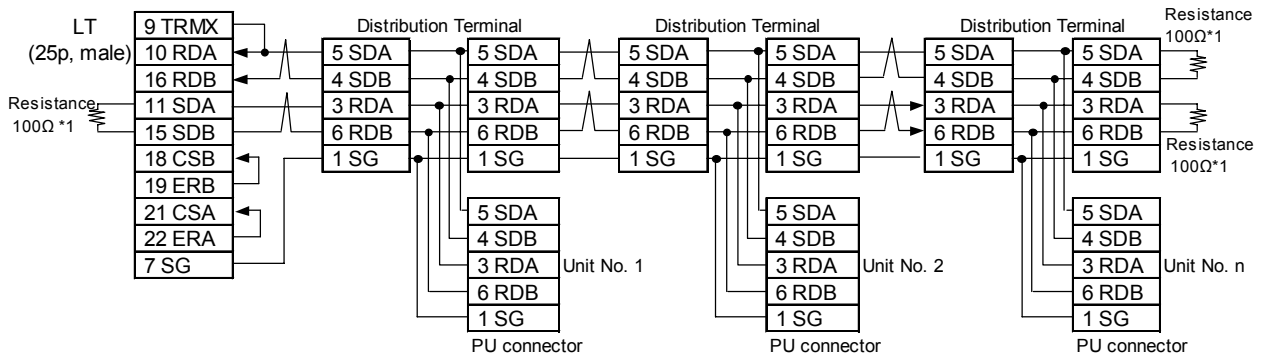 LT
(25p, male)
9 TRMX
10 RDA
16 RDB
11 SDA
15 SDB
18 CSB
19 ERB
21 CSA
22 ERA
7 SG
Resistance
100Ω *1
Distribution Terminal
5 SDA
4 SDB
3 RDA
6 RDB
1 SG
5 SDA
4 SDB
3 RDA
6 RDB
1 SG
5 SDA
4 SDB
3 RDA
6 RDB
1 SG
Unit No. 1
PU connector
Distribution Terminal
5 SDA
4 SDB
3 RDA
6 RDB
1 SG
5 SDA
4 SDB
3 RDA
6 RDB
1 SG
5 SDA
4 SDB
3 RDA
6 RDB
1 SG
Unit No. 2
PU connector
Distribution Terminal
5 SDA
4 SDB
3 RDA
6 RDB
1 SG
5 SDA
4 SDB
3 RDA
6 RDB
1 SG
Resistance
100Ω*1
Resistance
100Ω*1
5 SDA
4 SDB
3 RDA
6 RDB
1 SG
Unit No. n
PU connector